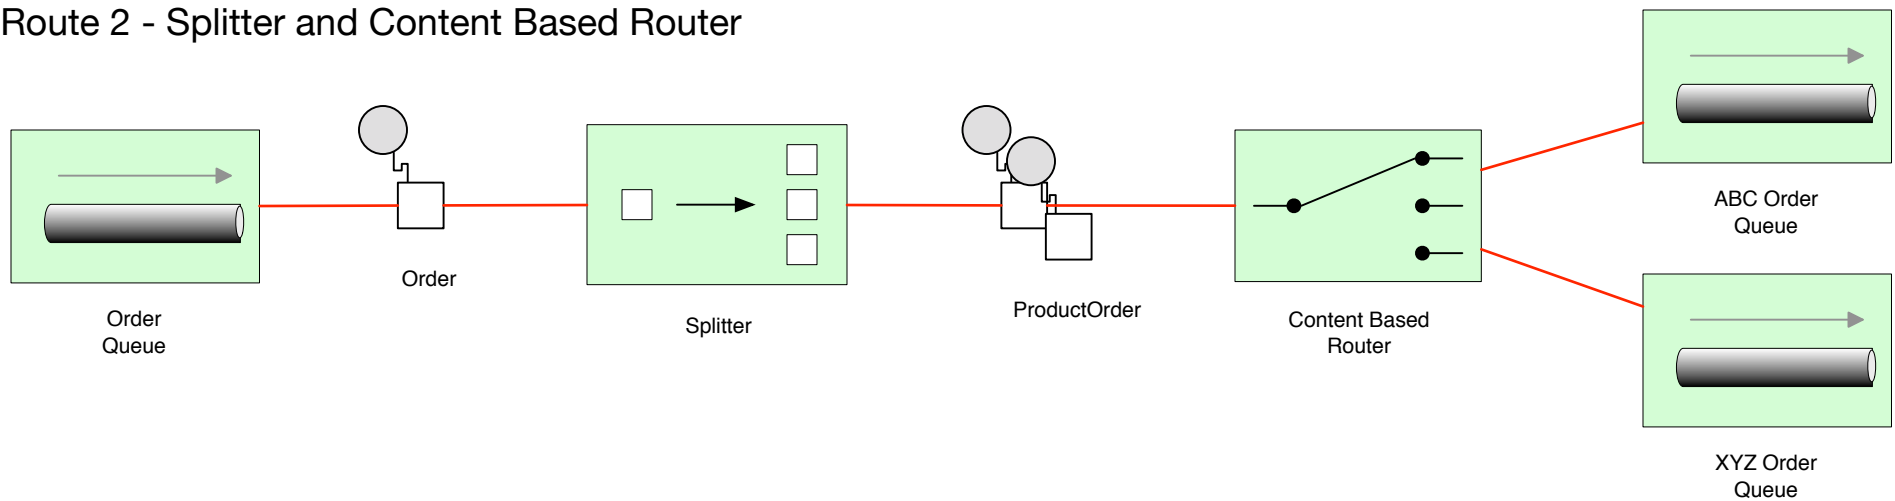 Route 2 - Splitter and Content Based Router
Order
Queue
Order
Splitter
ProductOrder
Content Based
Router
ABC Order
Queue
XYZ Order
Queue